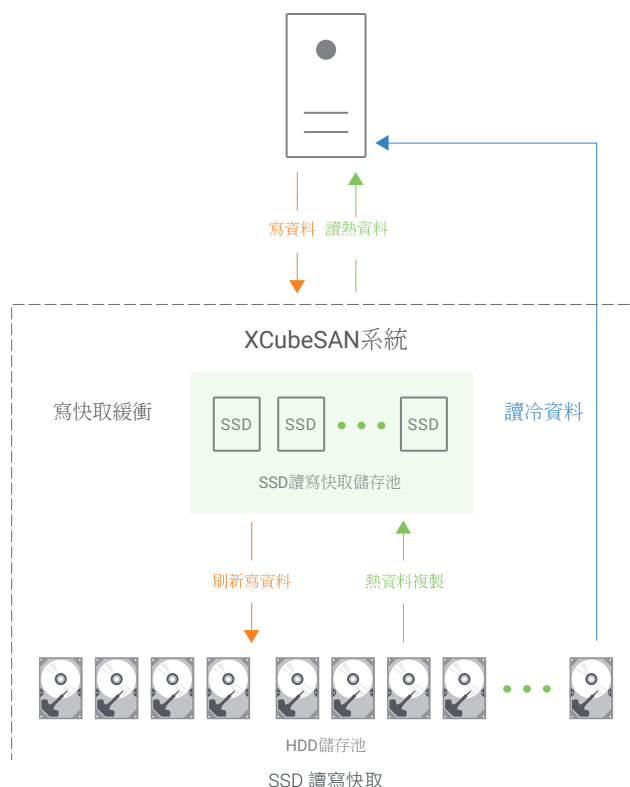 寫資料 讀熱資料
XCubeSAN系統
寫快取緩衝
SSD SSD SSD
讀冷資料
SSD讀寫快取儲存池
刷新寫資料 熱資料複製
HDD儲存池
SSD 讀寫快取